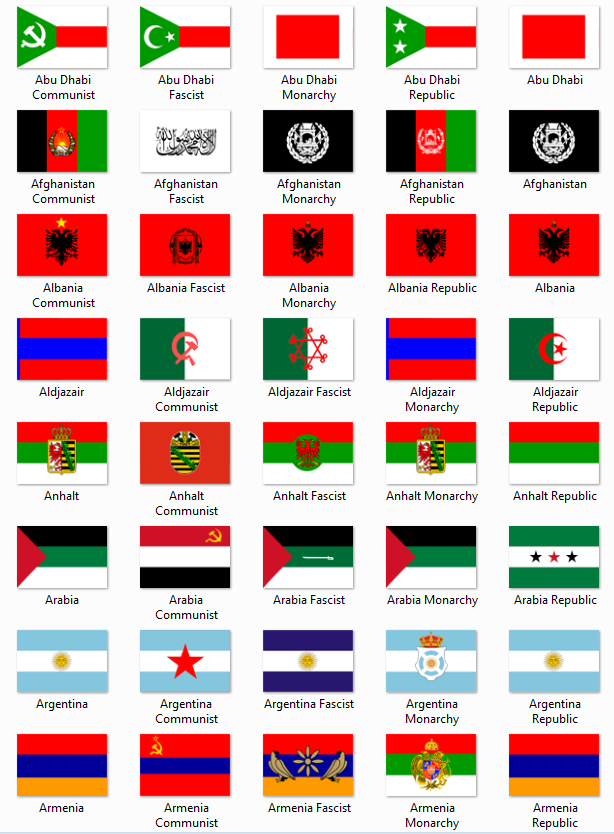 Abu Dhabi
Communist
Abu Dhabi
Fascist
Abu Dhabi
Monarchy
Abu Dhabi
Republic
Abu Dhabi
Afghanistan
Communist
Afghanistan
Fascist
Afghanistan
Monarchy
Afghanistan
Republic
Afghanistan
Albania
Communist
Albania Fascist
Albania
Monarchy
Albania Republic
Albania
Aldjazair
Aldjazair
Communist
Aldjazair Fascist
Aldjazair
Monarchy
Aldjazair
Republic
Anhalt
Anhalt
Communist
Anhalt Fascist
Anhalt Monarchy
Anhalt Republic
Arabia
Arabia
Communist
Arabia Fascist
Arabia Monarchy
Arabia Republic
Argentina
Argentina
Communist
Argentina Fascist
Argentina
Monarchy
Argentina
Republic
Armenia
Armenia
Communist
Armenia Fascist
Armenia
Monarchy
Armenia
Republic